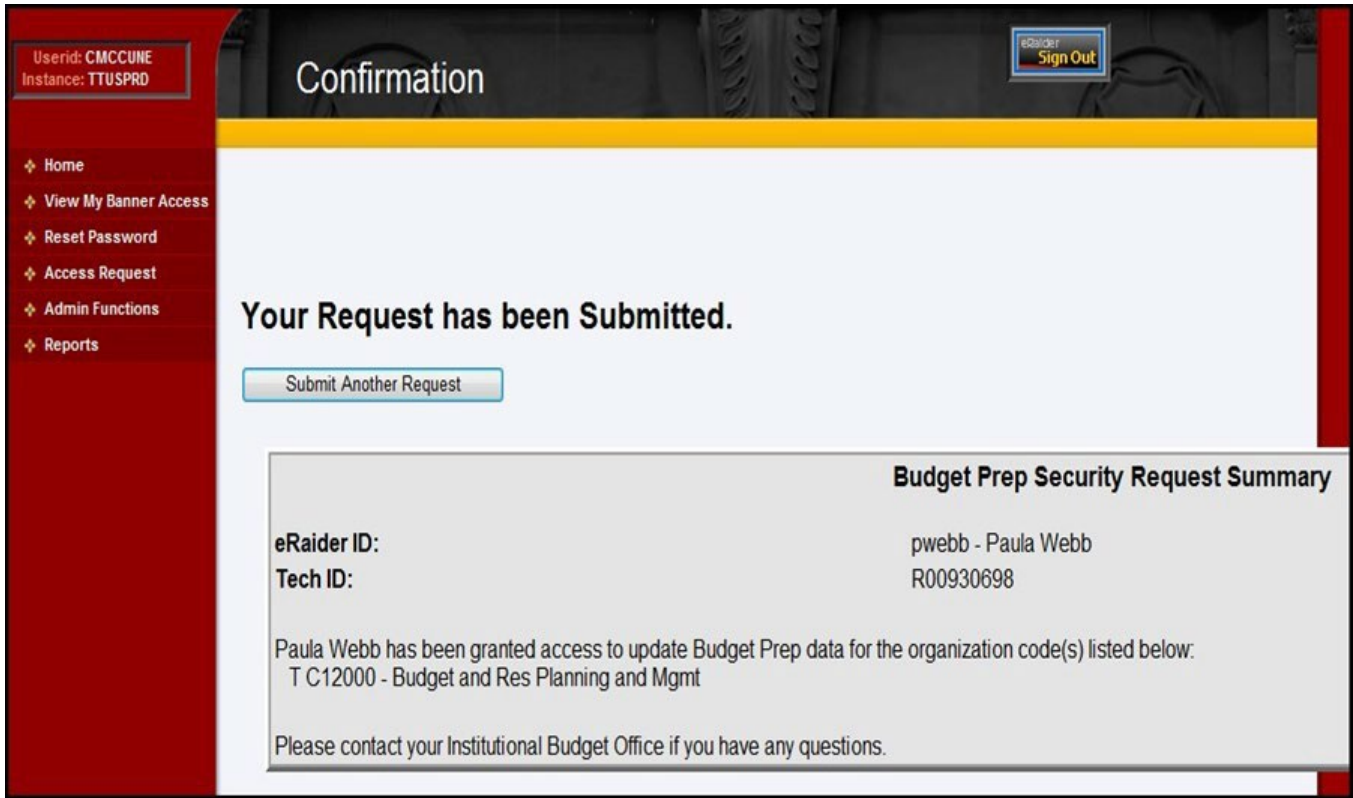 Userid: CMCCUNE
Instance: TTUSPRD
Confirmation
eRaider
Sign Out
Home
View My Banner Access
Reset Password
Access Request
Admin Functions
Reports
Your Request has been Submitted.
Submit Another Request
Budget Prep Security Request Summary
eRaider ID: pwebb - Paula Webb
Tech ID: R00930698
Paula Webb has been granted access to update Budget Prep data for the organization code(s) listed below:
T C12000 - Budget and Res Planning and Mgmt
Please contact your Institutional Budget Office if you have any questions.